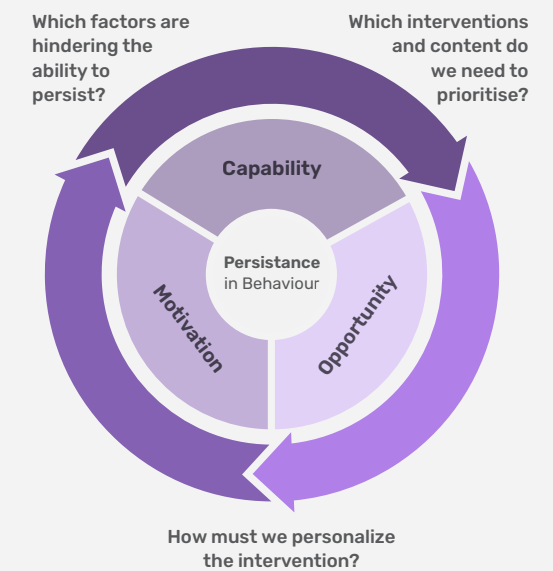 Which factors are
hindering the
ability to
persist?
Which interventions
and content do
we need to
prioritise?
Capability
Persistance
in Behaviour
Motivation
Opportunity
How must we personalize
the intervention?